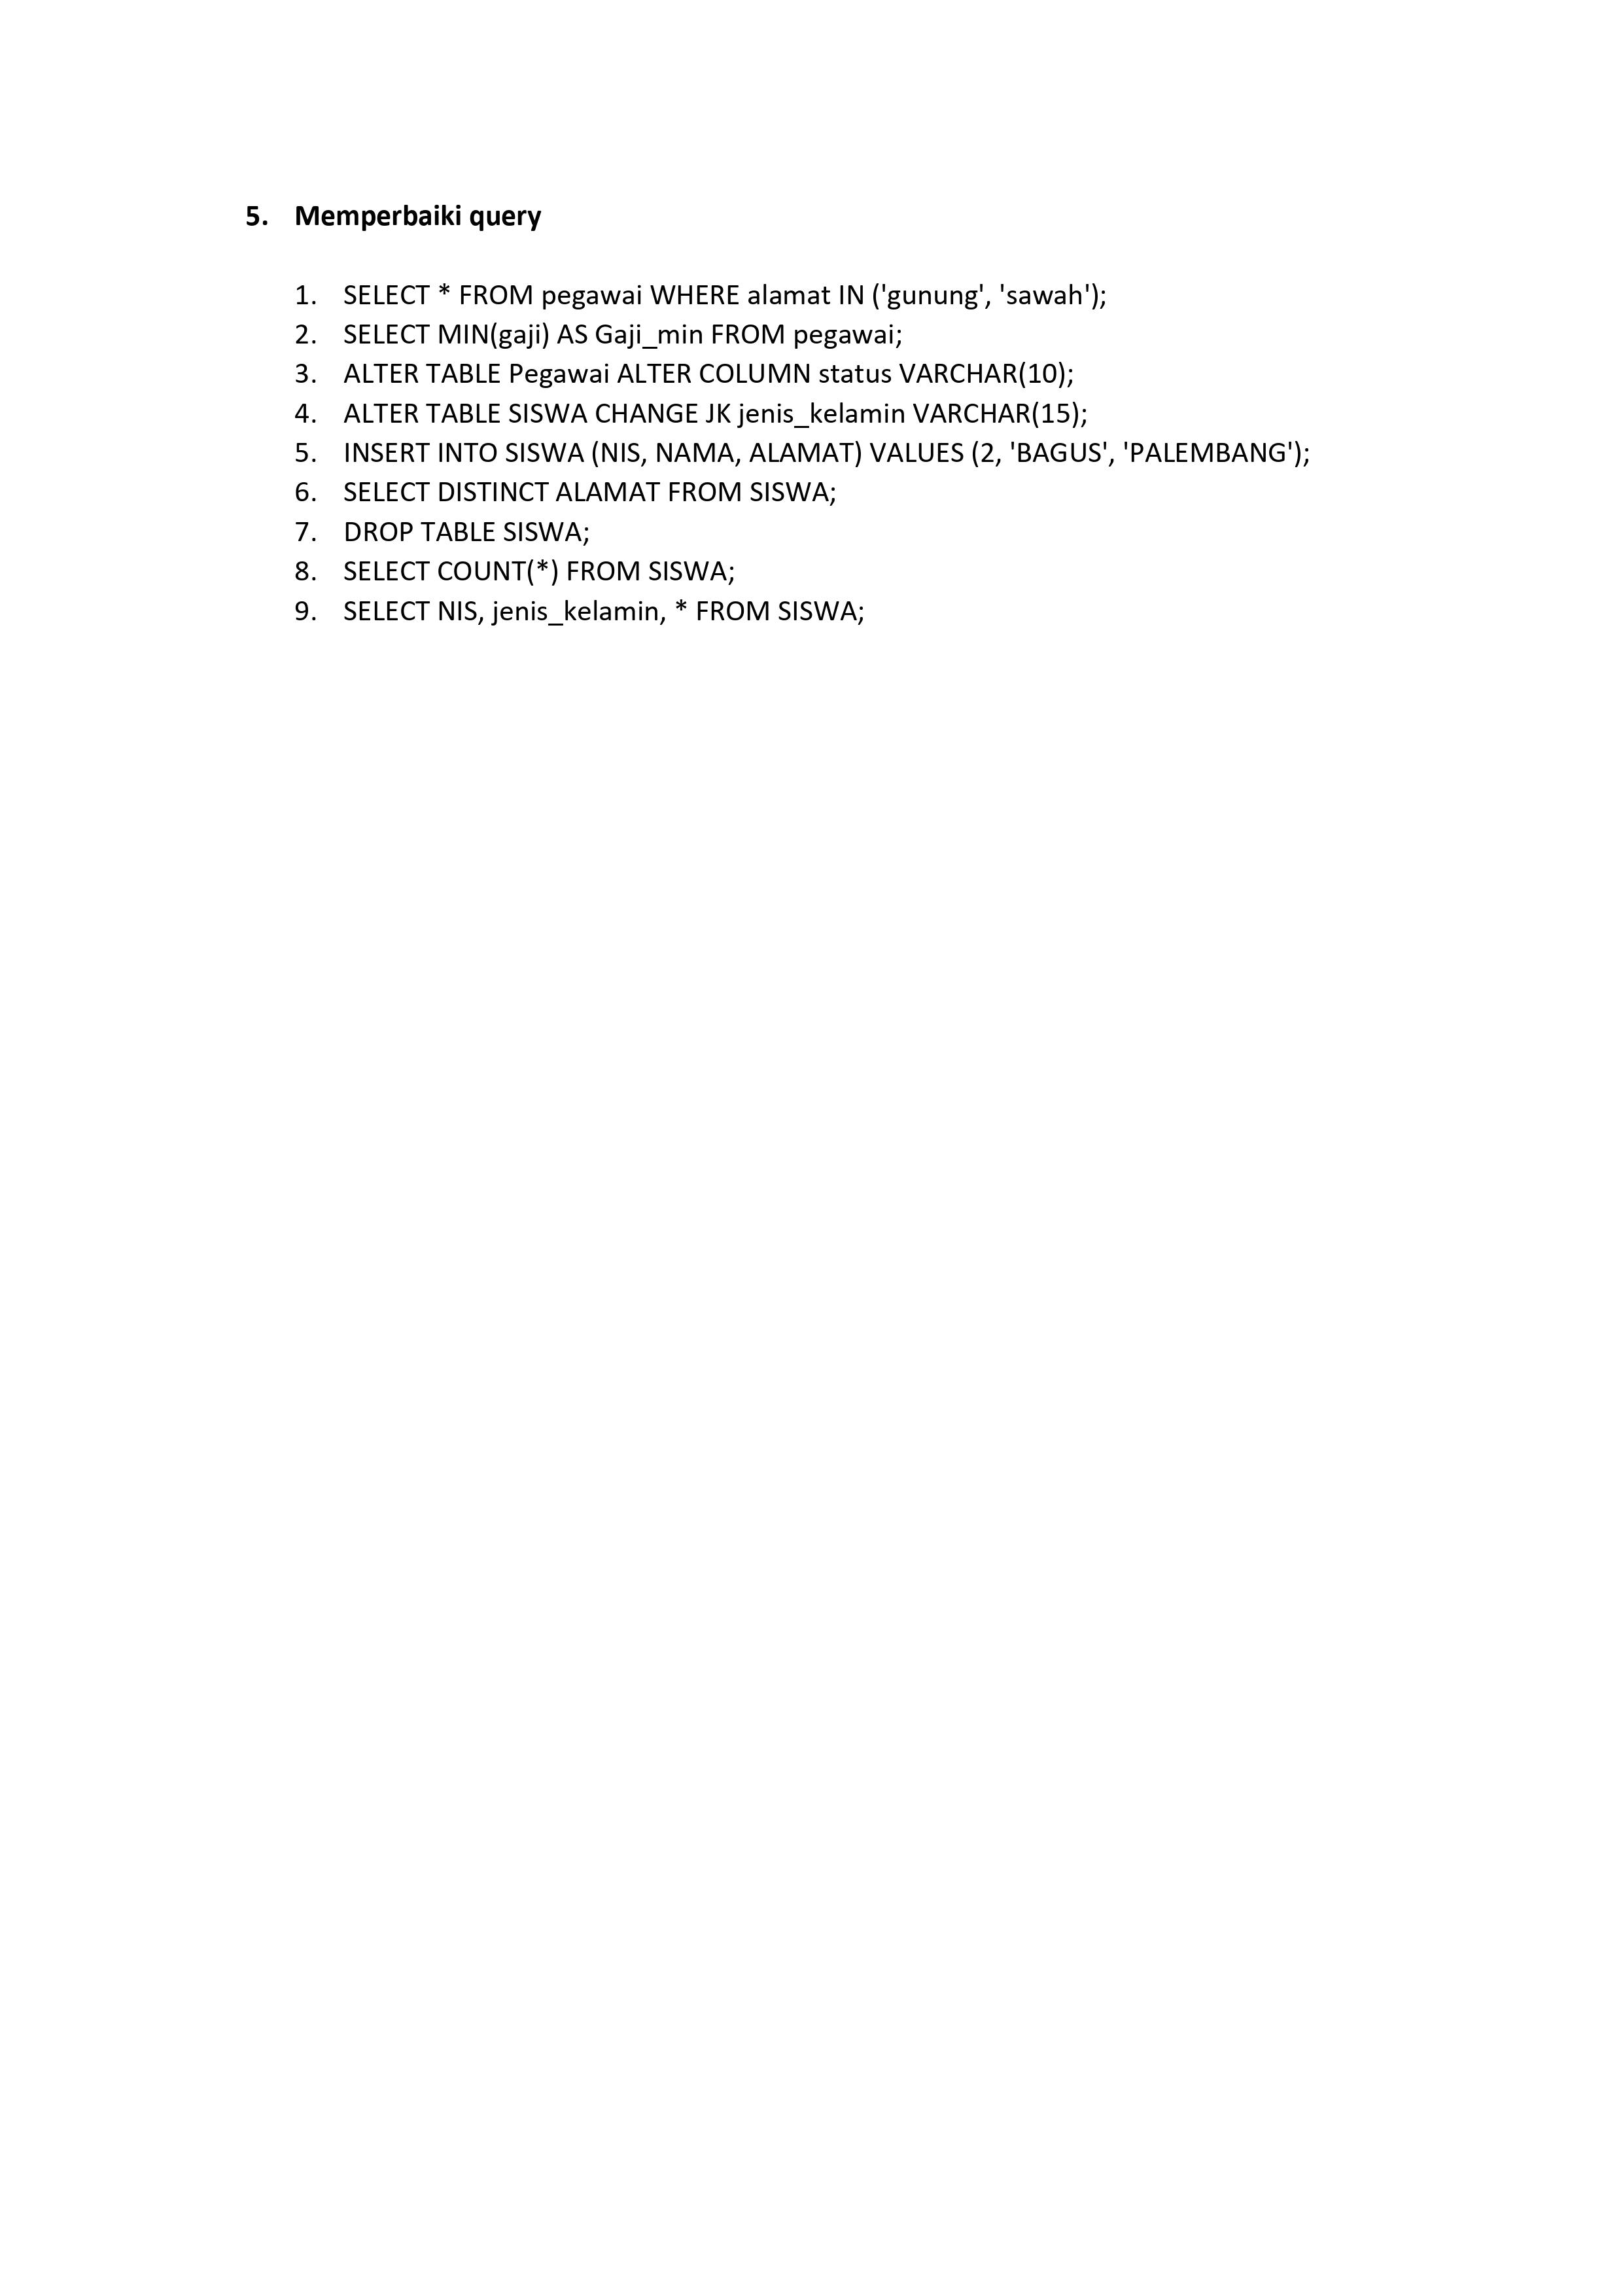 5. Memperbaiki query
1. SELECT * FROM pegawai WHERE alamat IN ('gunung', 'sawah');
2. SELECT MIN(gaji) AS Gaji_min FROM pegawai;
3. ALTER TABLE Pegawai ALTER COLUMN status VARCHAR(10);
4. ALTER TABLE SISWA CHANGE JK jenis_kelamin VARCHAR(15);
5. INSERT INTO SISWA (NIS, NAMA, ALAMAT) VALUES (2, 'BAGUS', 'PALEMBANG');
6. SELECT DISTINCT ALAMAT FROM SISWA;
7. DROP TABLE SISWA;
8. SELECT COUNT(*) FROM SISWA;
9. SELECT NIS, jenis_kelamin, * FROM SISWA;